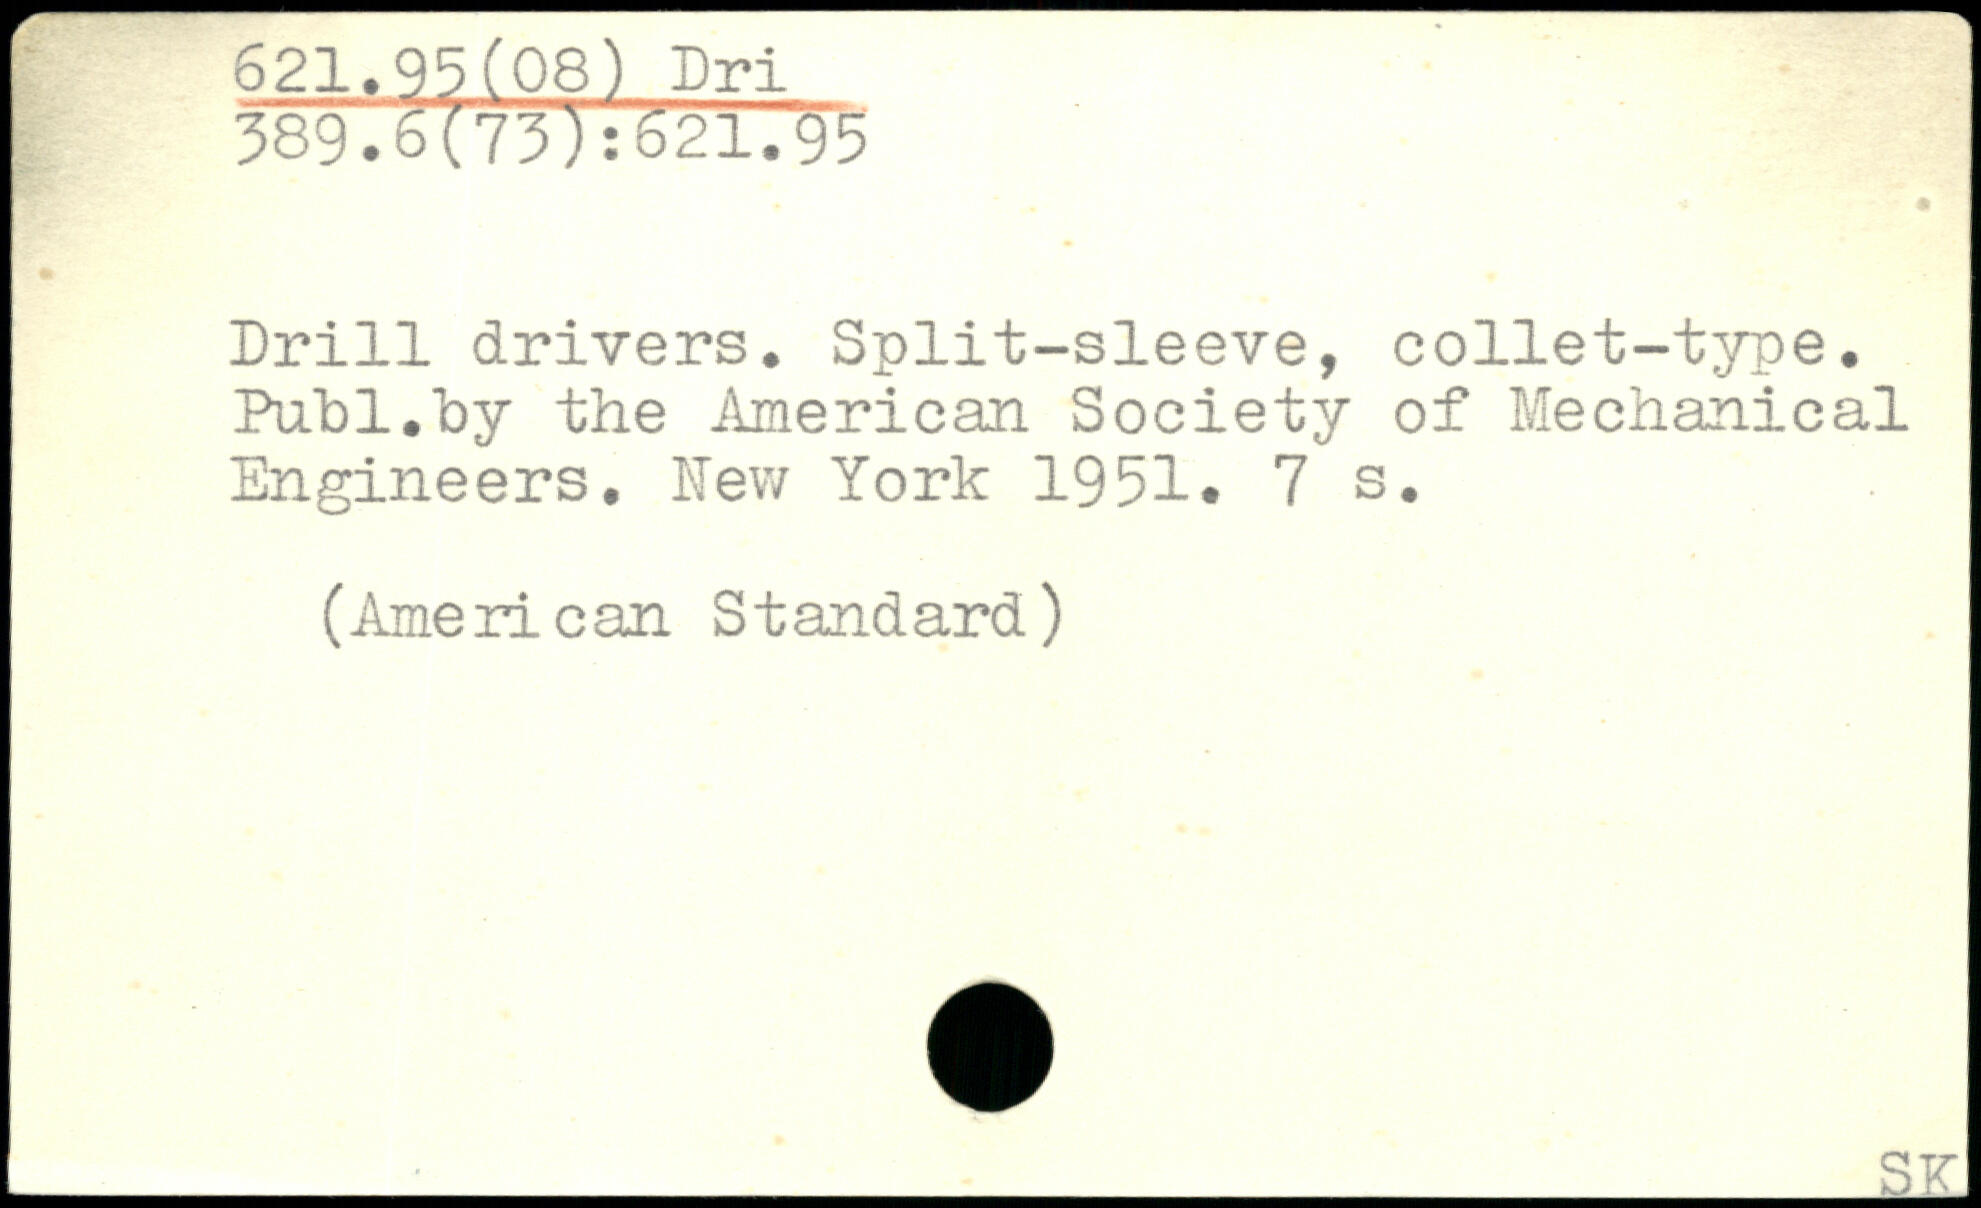 621.95(08) Dri
389.6(73):621.95
Drill drivers. Split-sleeve, collet-type.
Publ.by the American Society of Mechanical
Engineers. New York 1951. 7 s.
(American Standard)
SK